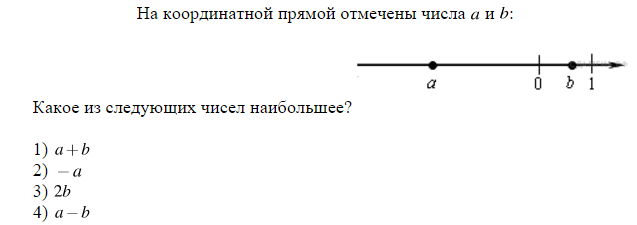 На координатной прямой отмечены числа a и b:
a 0 b 1
Какое из следующих чисел наибольшее?
1) a+b
2) −a
3) 2b
4) a−b